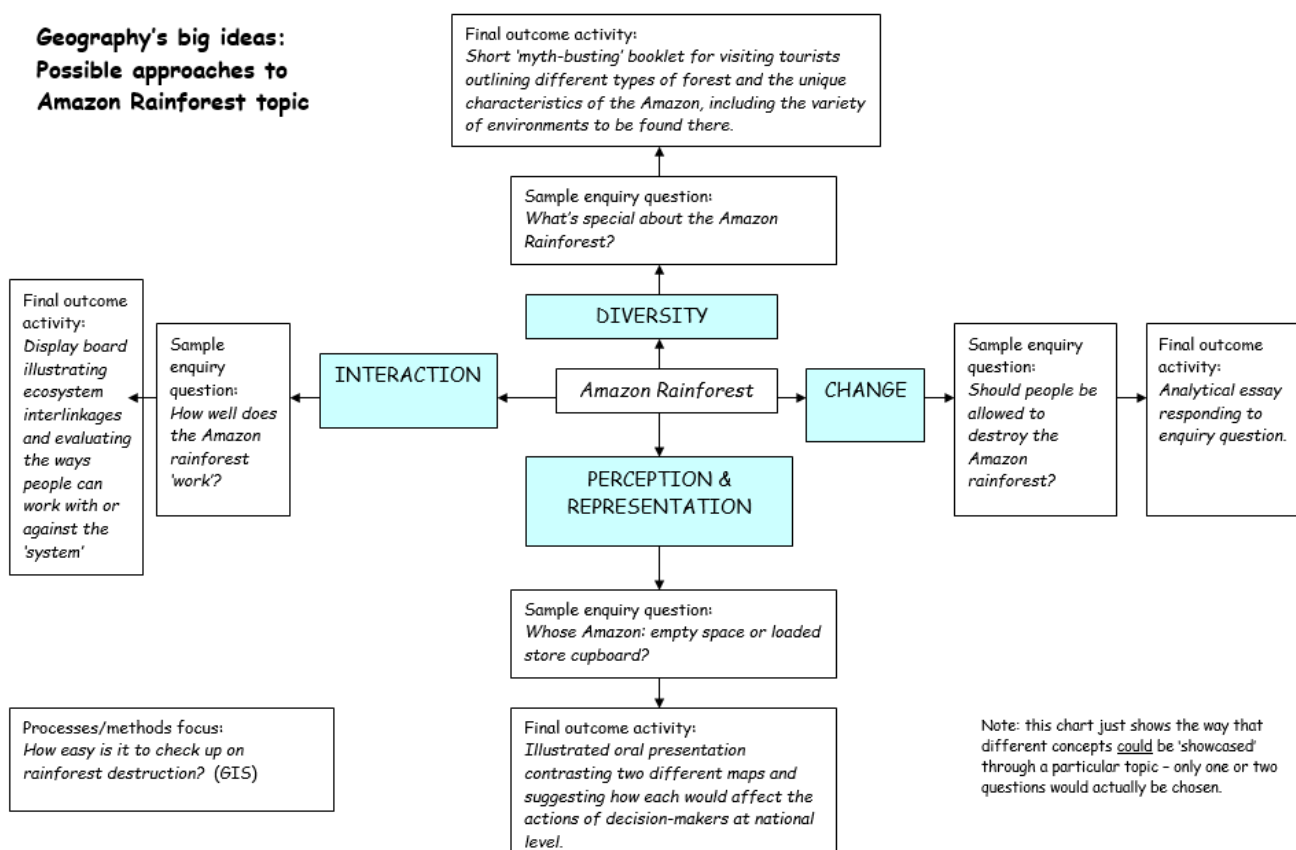 Geography's big ideas:
Possible approaches to
Amazon Rainforest topic
Final outcome activity:
Short 'myth-busting' booklet for visiting tourists
outlining different types of forest and the unique
characteristics of the Amazon, including the variety
of environments to be found there.
Sample enquiry question:
What's special about the Amazon
Rainforest?
DIVERSITY
Final outcome
activity:
Display board
illustrating
ecosystem
interlinkages
and evaluating
the ways
people can
work with or
against the
'system'
Sample
enquiry
question:
How well does
the Amazon
rainforest
'work'?
INTERACTION
Amazon Rainforest
CHANGE
Sample enquiry
question:
Should people be
allowed to
destroy the
Amazon
rainforest?
Final outcome
activity:
Analytical essay
responding to
enquiry question.
PERCEPTION &
REPRESENTATION
Sample enquiry question:
Whose Amazon: empty space or loaded
store cupboard?
Processes/methods focus:
How easy is it to check up on
rainforest destruction? (GIS)
Final outcome activity:
Illustrated oral presentation
contrasting two different maps and
suggesting how each would affect the
actions of decision-makers at national
level.
Note: this chart just shows the way that
different concepts could be 'showcased'
through a particular topic – only one or two
questions would actually be chosen.